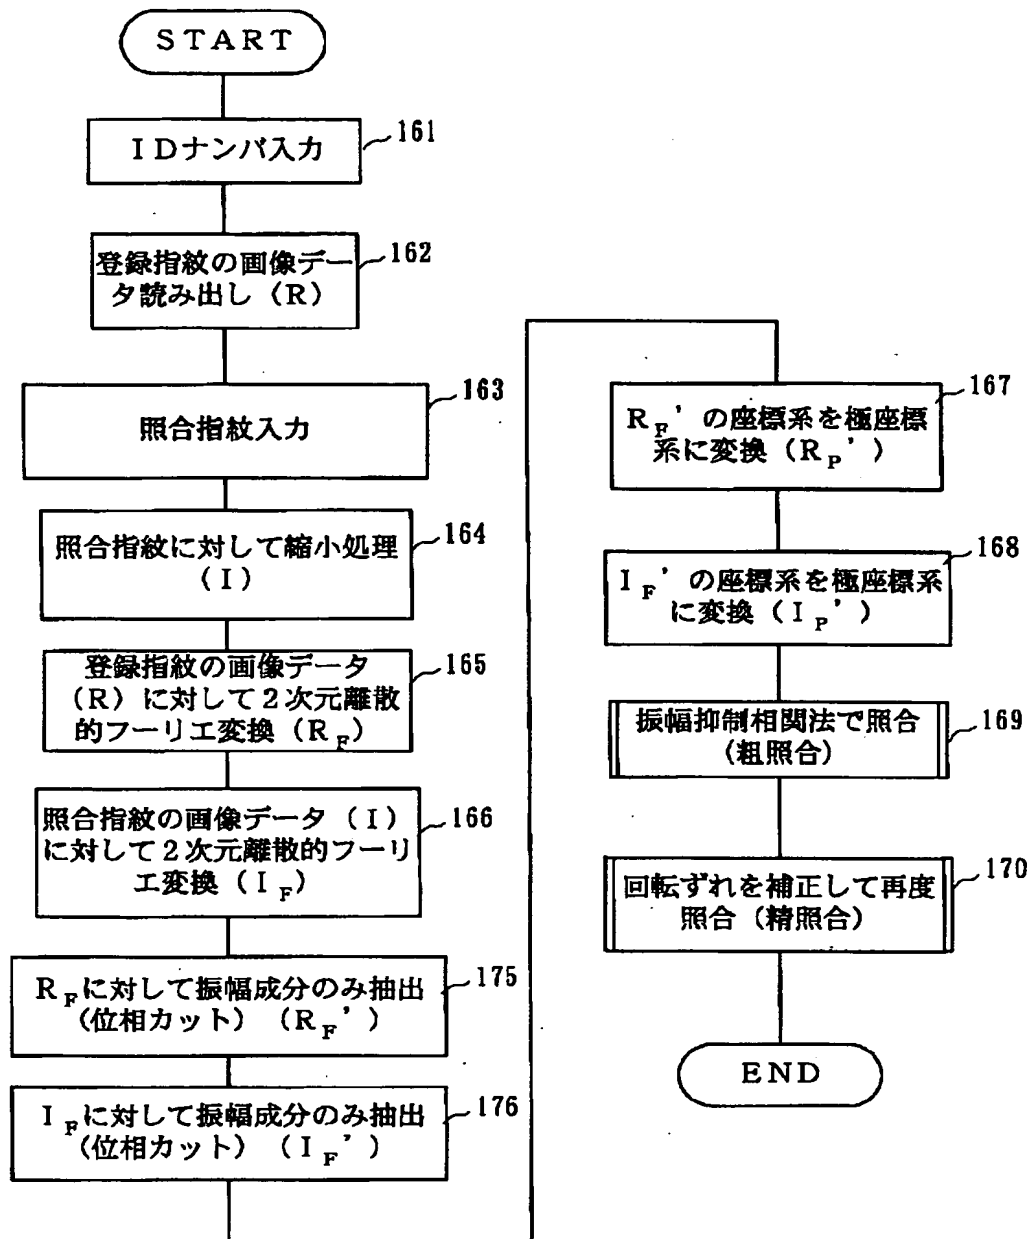 START
IDナンバ入力
161
登録指紋の画像デー
タ読み出し(R)
162
照合指紋入力
163
照合指紋に対して縮小処理
(I)
164
登録指紋の画像データ
(R)に対して2次元離散
的フーリエ変換(R_F)
165
照合指紋の画像データ(I)
に対して2次元離散的フーリ
エ変換(I_F)
166
R_Fに対して振幅成分のみ抽出
(位相カット)(R_F')
175
I_Fに対して振幅成分のみ抽出
(位相カット)(I_F')
176
R_F'の座標系を極座標
系に変換(R_P')
167
I_F'の座標系を極座標系
に変換(I_P')
168
振幅抑制相関法で照合
(粗照合)
169
回転ずれを補正して再度
照合(精照合)
170
END